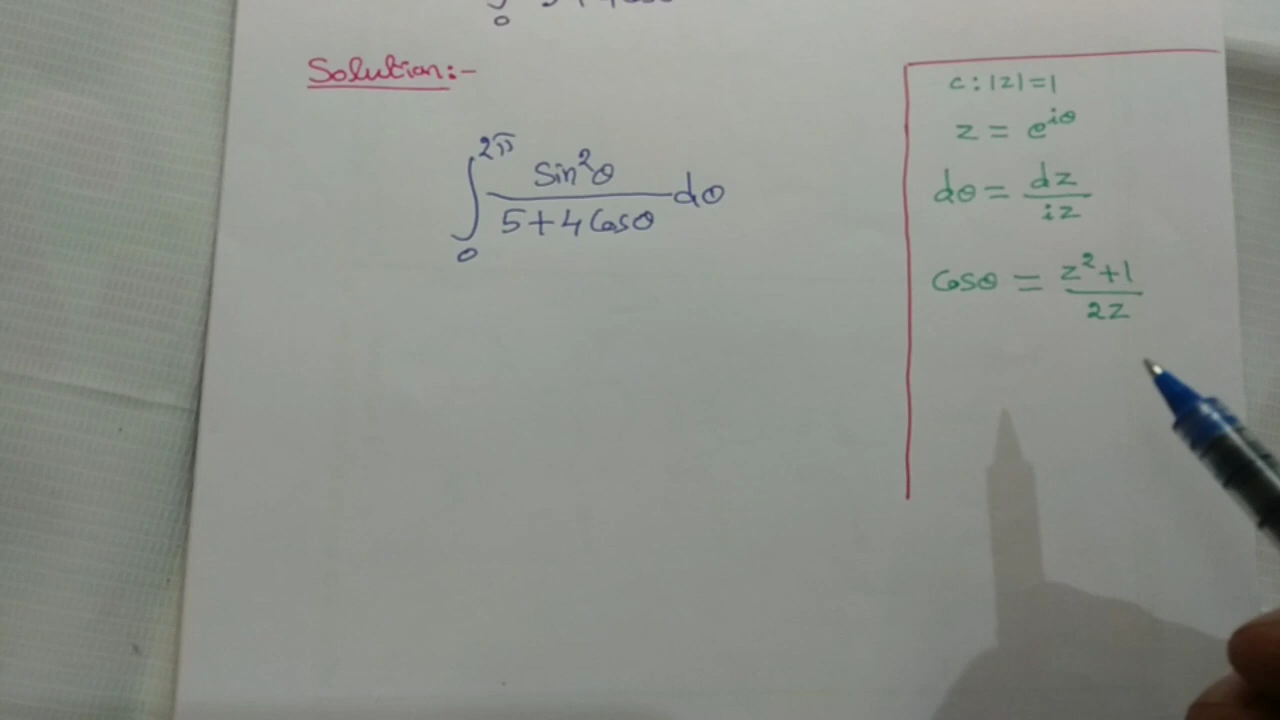 Solution:-
∫₀^{2π} sin²θ / (5+4cosθ) dθ
c:|z|=1
z = e^{iθ}
dθ = dz / iz
cosθ = z²+1 / 2z